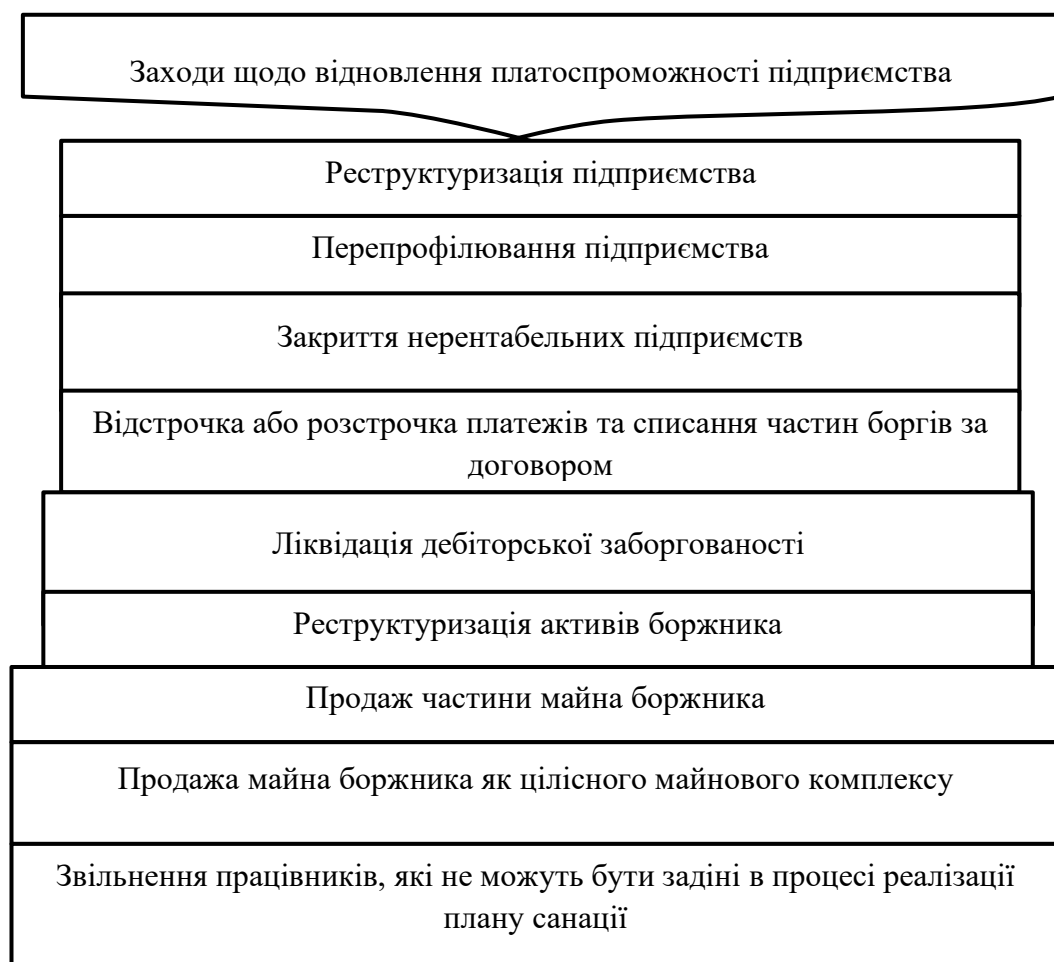 Заходи щодо відновлення платоспроможності підприємства
Реструктуризація підприємства
Перепрофілювання підприємства
Закриття нерентабельних підприємств
Відстрочка або розстрочка платежів та списання частин боргів за
договором
Ліквідація дебіторської заборгованості
Реструктуризація активів боржника
Продаж частини майна боржника
Продажа майна боржника як цілісного майнового комплексу
Звільнення працівників, які не можуть бути задіні в процесі реалізації
плану санації